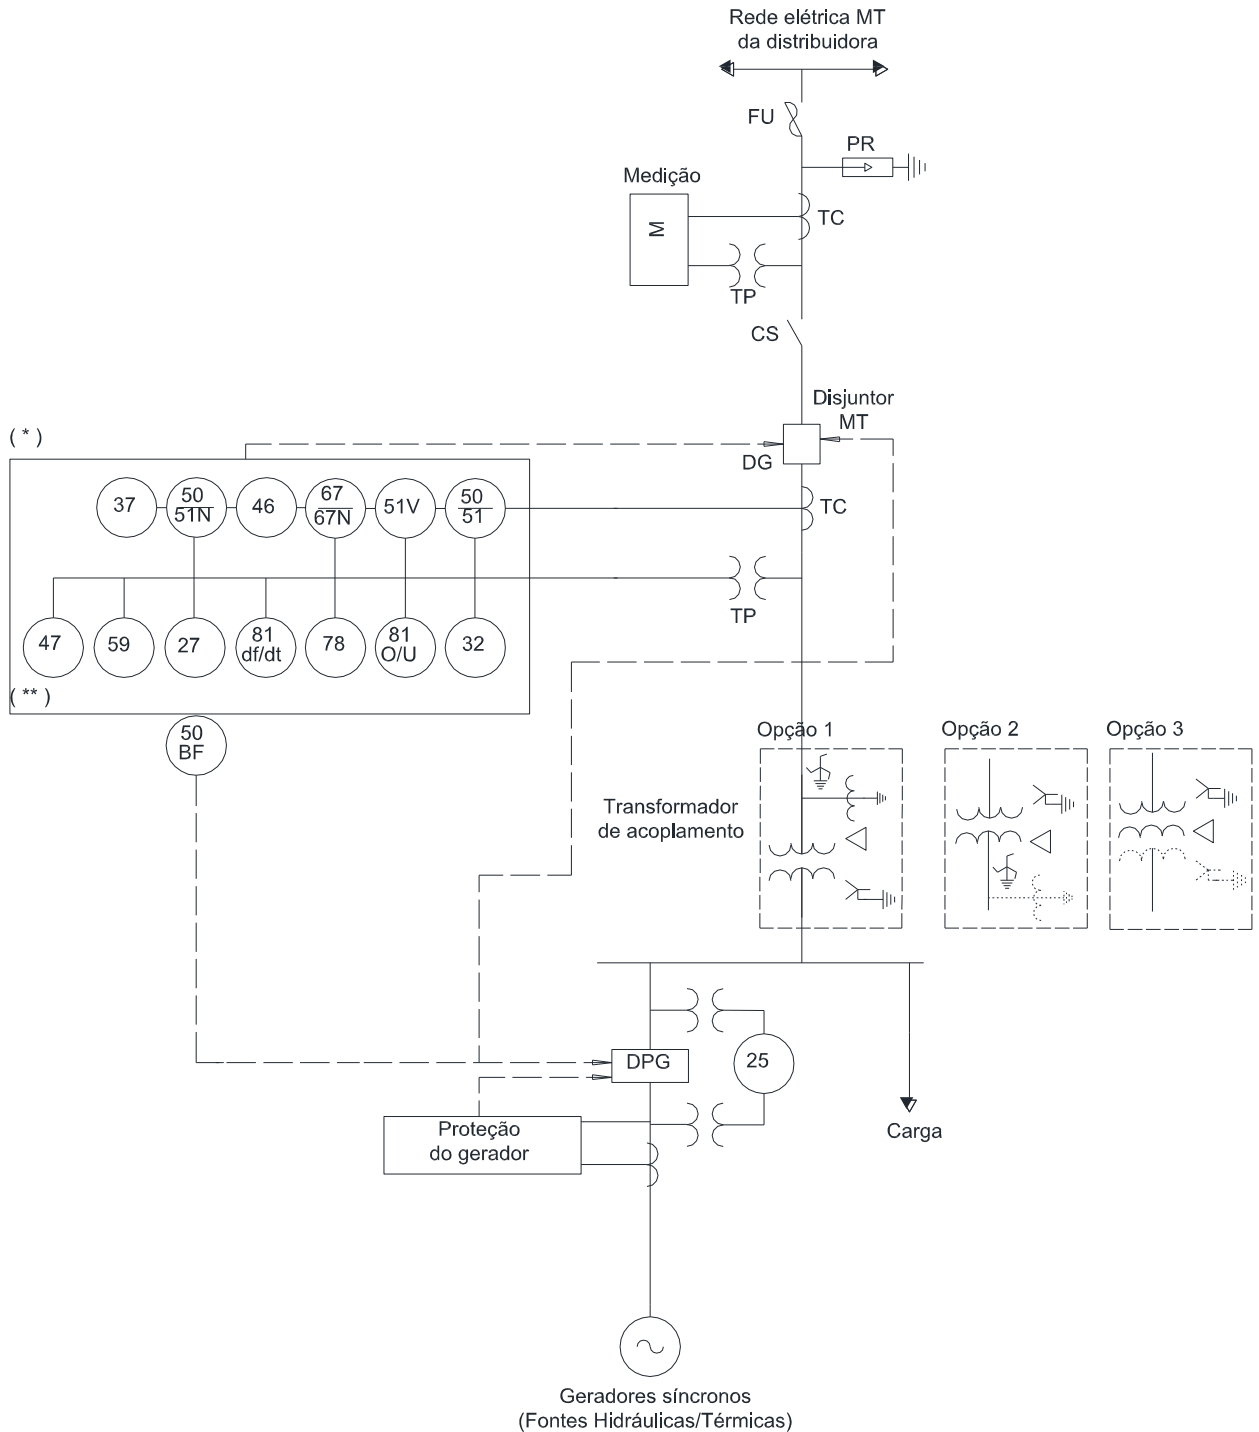 Rede elétrica MT
da distribuidora
FU
PR
Medição
M
TC
TP
CS
Disjuntor
MT
DG
( * )
37
50
51N
46
67
67N
51V
50
51
TC
TP
47
59
27
81
df/dt
78
81
O/U
32
( ** )
50
BF
Opção 1
Opção 2
Opção 3
Transformador
de acoplamento
DPG
25
Proteção
do gerador
Carga
Geradores síncronos
(Fontes Hidráulicas/Térmicas)